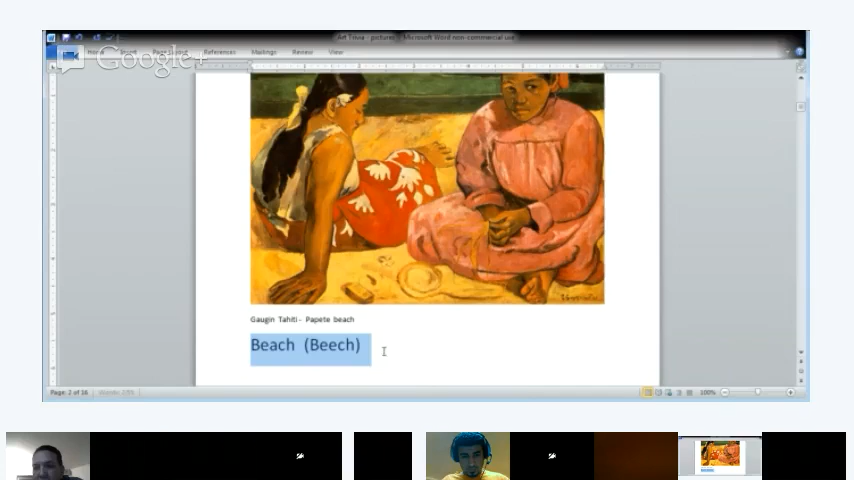 Art Trivia - pictures - Microsoft Word non-commercial use
Home Insert Page Layout References Mailings Review View
Google+
Gaugin Tahiti - Papete beach
Beach (Beech)
Page: 2 of 16
100%